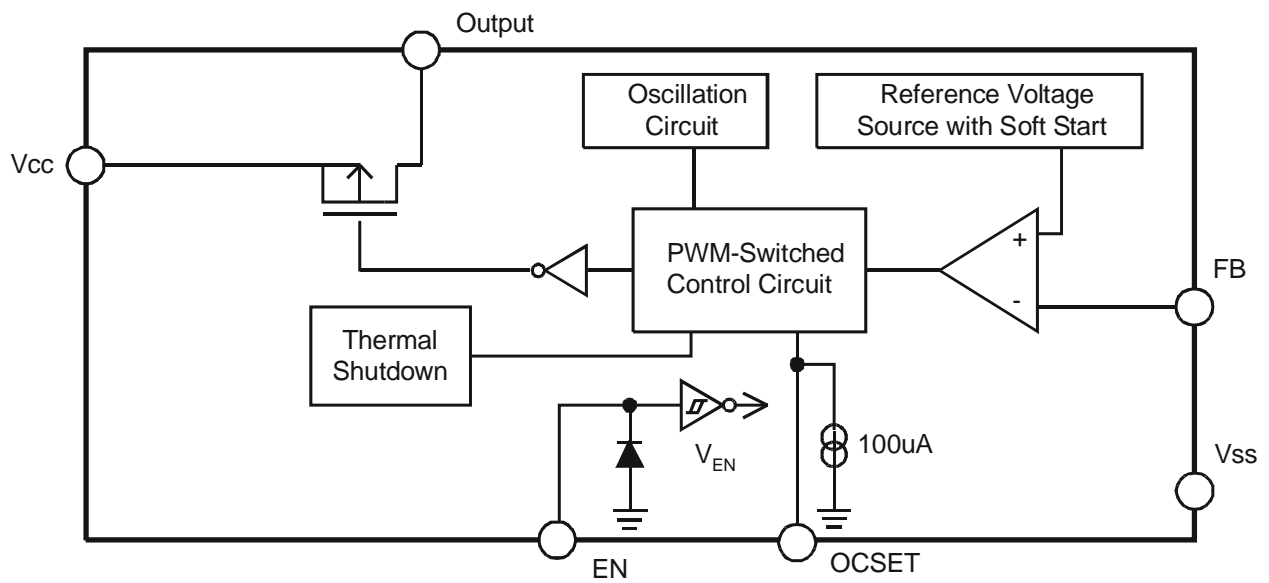 Output
Oscillation
Circuit
Reference Voltage
Source with Soft Start
Vcc
+
-
PWM-Switched
Control Circuit
FB
Thermal
Shutdown
VEN
100uA
Vss
EN
OCSET